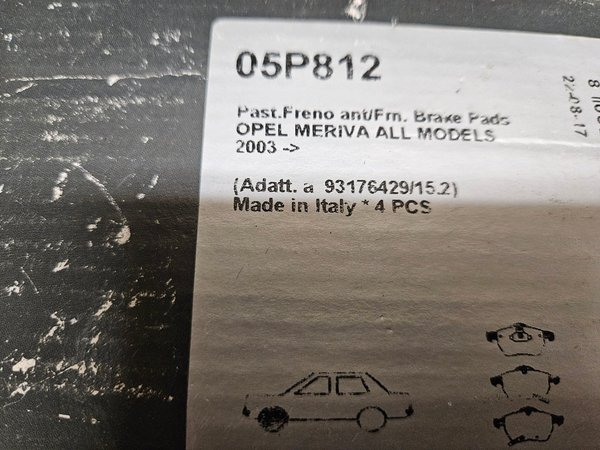 05P812
Past.Freno ant/Frn. Brake Pads
OPEL MERIVA ALL MODELS
2003 ->
(Adatt. a 93176429/15.2)
Made in Italy * 4 PCS